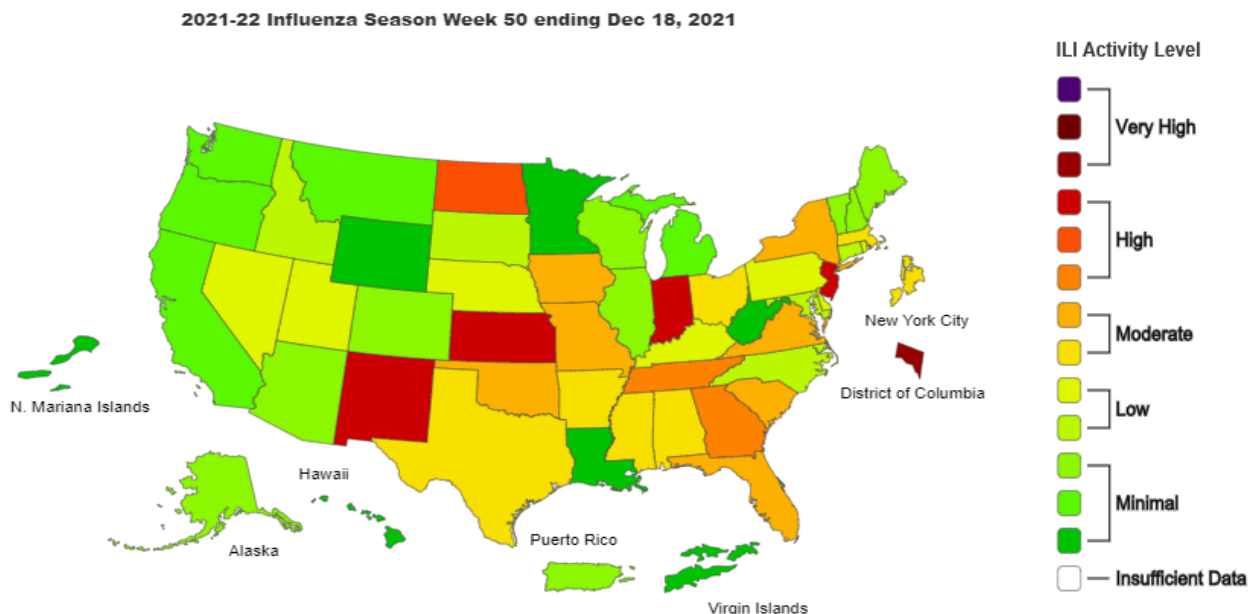 2021-22 Influenza Season Week 50 ending Dec 18, 2021
ILI Activity Level
Very High
High
Moderate
Low
Minimal
Insufficient Data
New York City
District of Columbia
N. Mariana Islands
Hawaii
Alaska
Puerto Rico
Virgin Islands